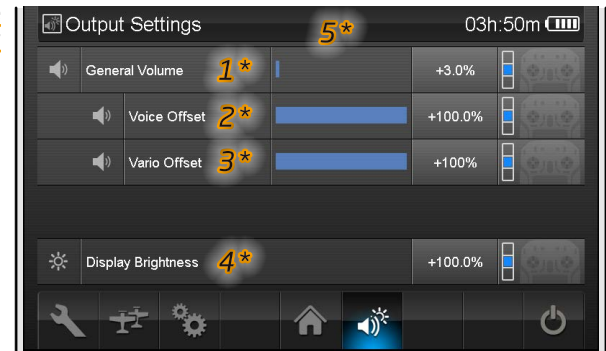 Output Settings 5* 03h:50m
General Volume 1* +3.0%
Voice Offset 2* +100.0%
Vario Offset 3* +100%
Display Brightness 4* +100.0%